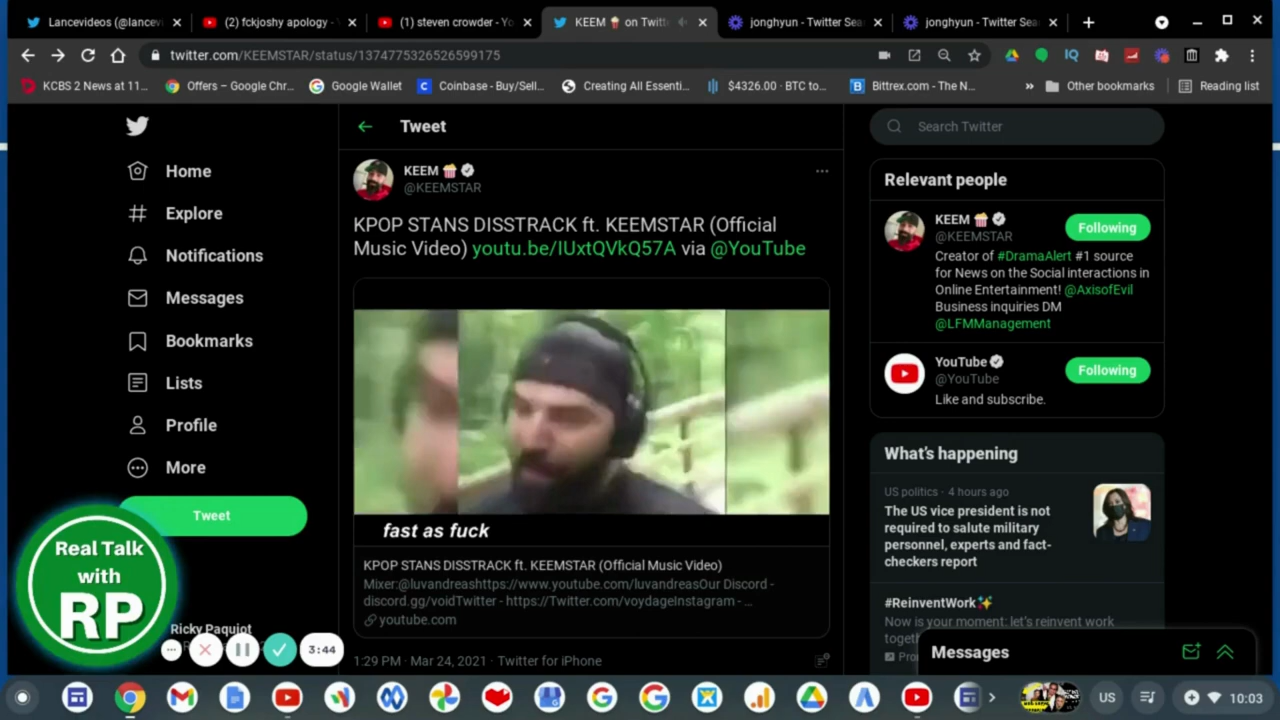 Lancevideos (@lancevi
(2) fckjoshy apology -
(1) steven crowder - Yo
KEEM on Twitt
jonghyun - Twitter Sea
jonghyun - Twitter Sea
twitter.com/KEEMSTAR/status/1374775326526599175
IQ
KCBS 2 News at 11...
Offers – Google Chr...
Google Wallet
Coinbase - Buy/Sell...
Creating All Essenti...
$4326.00 · BTC to...
Bittrex.com - The N...
»
Other bookmarks
Reading list
Home
Explore
Notifications
Messages
Bookmarks
Lists
Profile
More
Tweet
Real Talk
with
RP
Ricky Paquiot
3:44
Tweet
KEEM 🍿
@KEEMSTAR
KPOP STANS DISSTRACK ft. KEEMSTAR (Official
Music Video) youtu.be/IUxtQVkQ57A via @YouTube
fast as fuck
KPOP STANS DISSTRACK ft. KEEMSTAR (Official Music Video)
Mixer:@luvandreashttps://www.youtube.com/luvandreasOur Discord -
discord.gg/voidTwitter - https://Twitter.com/voydageInstagram - ...
youtube.com
1:29 PM · Mar 24, 2021 · Twitter for iPhone
Search Twitter
Relevant people
KEEM 🍿
@KEEMSTAR
Following
Creator of #DramaAlert #1 source
for News on the Social interactions in
Online Entertainment! @AxisofEvil
Business inquiries DM
@LFMManagement
YouTube
@YouTube
Following
Like and subscribe.
What's happening
US politics · 4 hours ago
The US vice president is not
required to salute military
personnel, experts and fact-
checkers report
#ReinventWork✨
Now is your moment: let's reinvent work
Messages
US
10:03